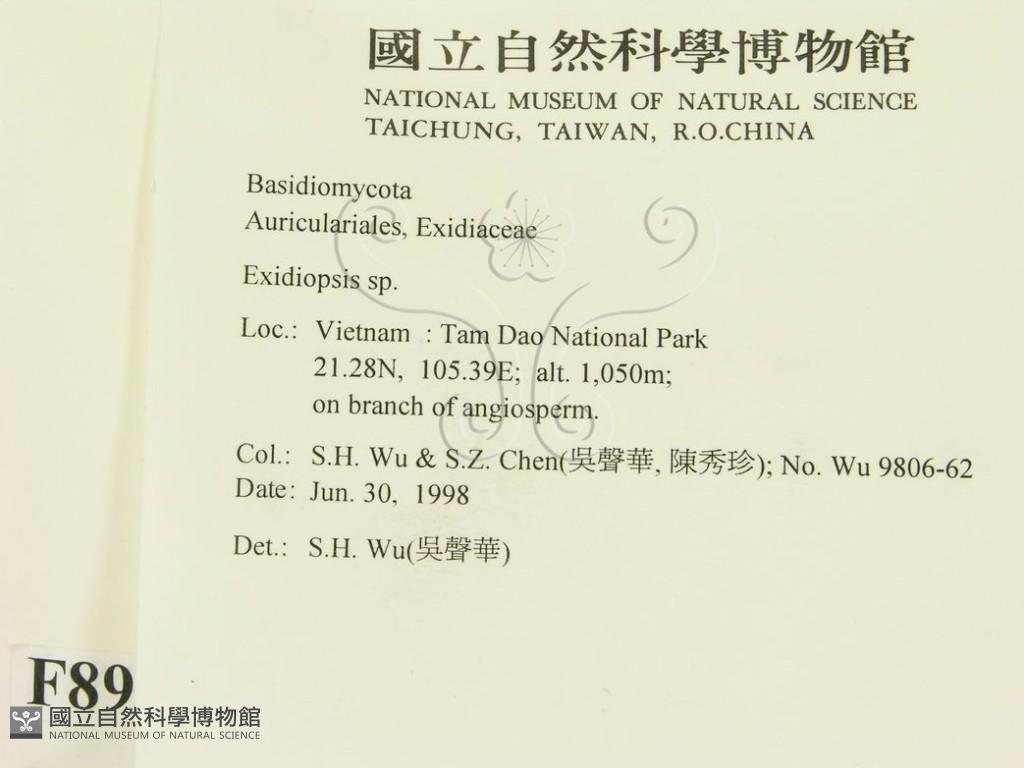 國立自然科學博物館
NATIONAL MUSEUM OF NATURAL SCIENCE
TAICHUNG, TAIWAN, R.O.CHINA
Basidiomycota
Auriculariales, Exidiaceae
Exidiopsis sp.
Loc.: Vietnam : Tam Dao National Park
21.28N, 105.39E; alt. 1,050m;
on branch of angiosperm.
Col.: S.H. Wu & S.Z. Chen(吳聲華, 陳秀珍); No. Wu 9806-62
Date: Jun. 30, 1998
Det.: S.H. Wu(吳聲華)
F89
國立自然科學博物館
NATIONAL MUSEUM OF NATURAL SCIENCE